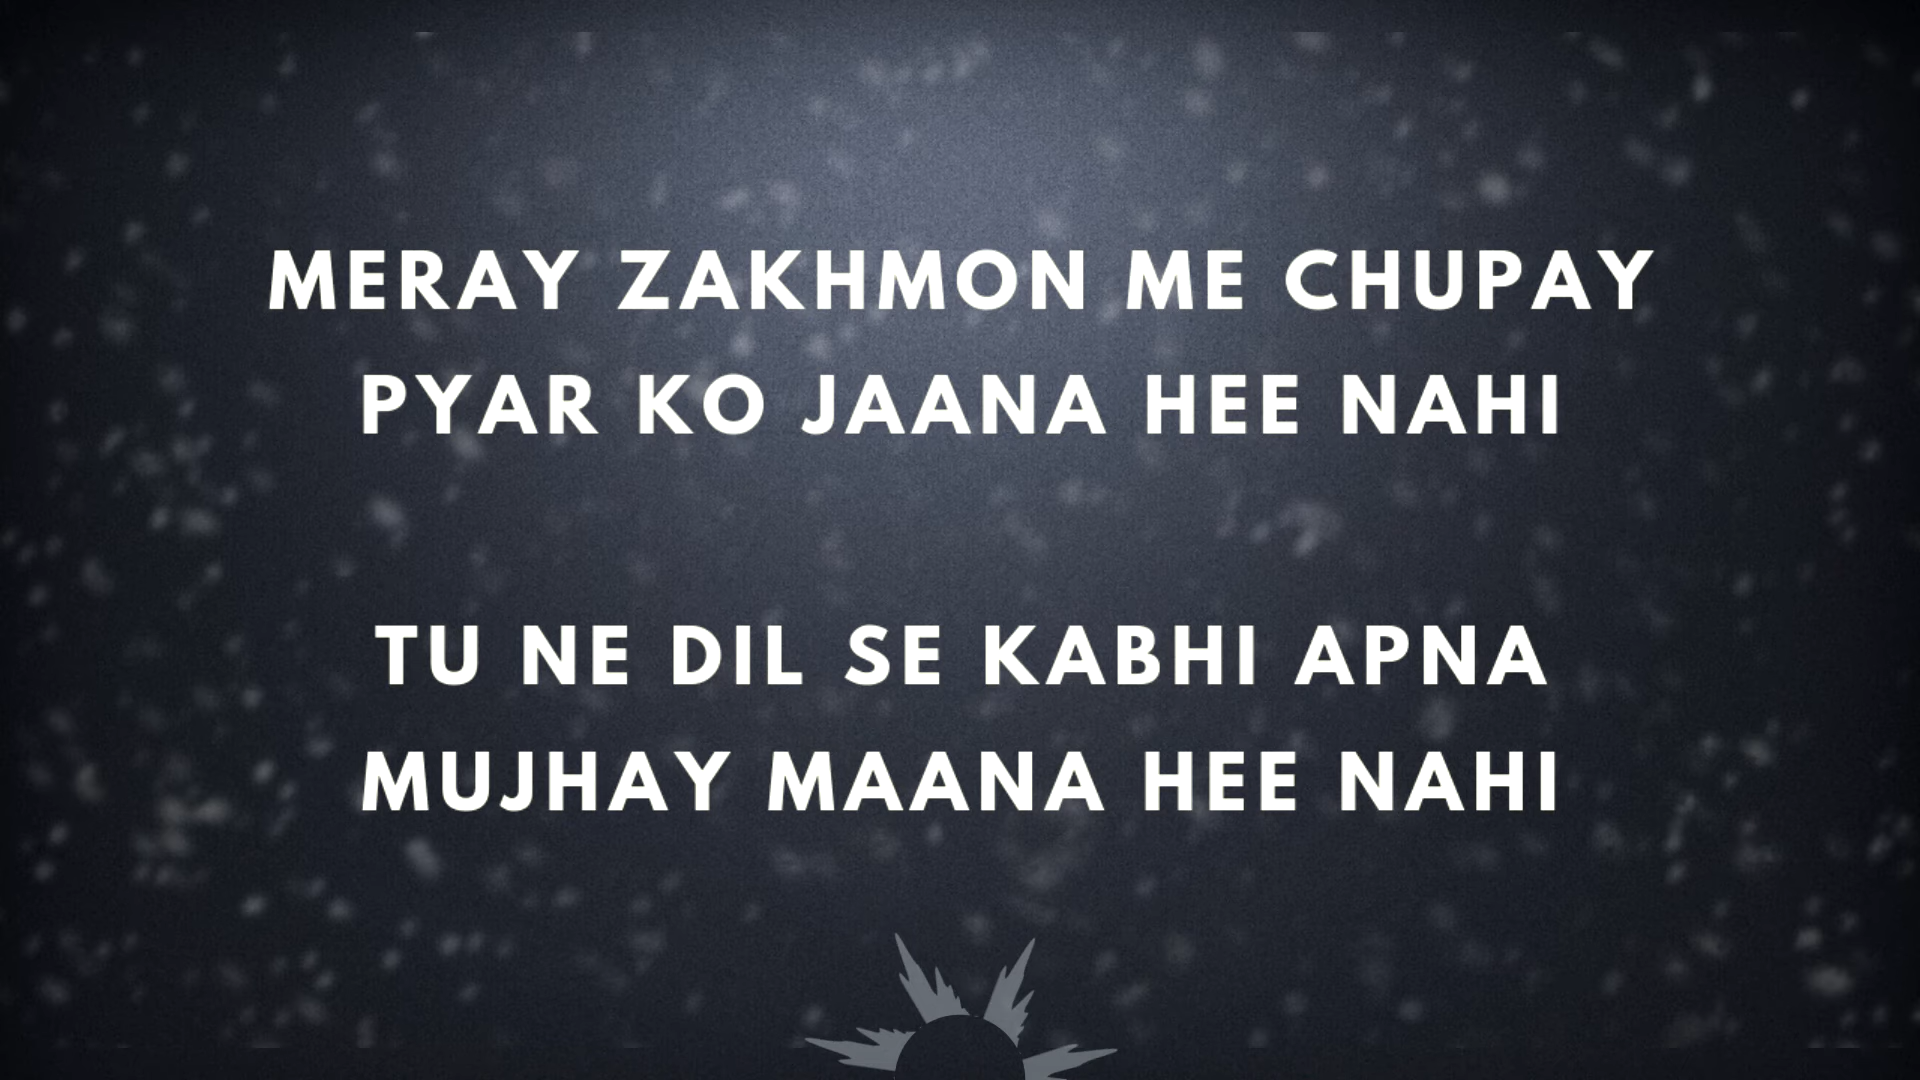 MERAY ZAKHMON ME CHUPAY
PYAR KO JAANA HEE NAHI
TU NE DIL SE KABHI APNA
MUJHAY MAANA HEE NAHI